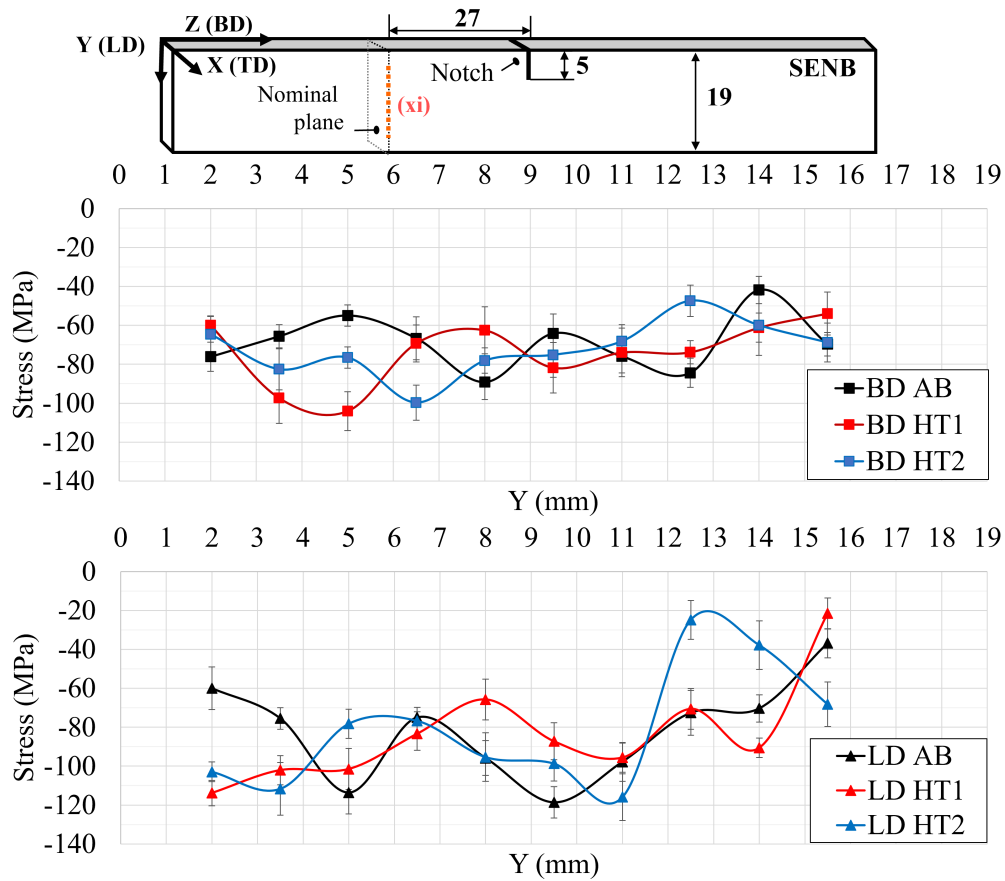 27
Z (BD)
Y (LD)
X (TD)
Notch
5
SENB
Nominal
plane
(xi)
19
0 1 2 3 4 5 6 7 8 9 10 11 12 13 14 15 16 17 18 19
0
-20
-40
-60
-80
-100
-120
-140
Stress (MPa)
BD AB
BD HT1
BD HT2
Y (mm)
0 1 2 3 4 5 6 7 8 9 10 11 12 13 14 15 16 17 18 19
0
-20
-40
-60
-80
-100
-120
-140
Stress (MPa)
LD AB
LD HT1
LD HT2
Y (mm)